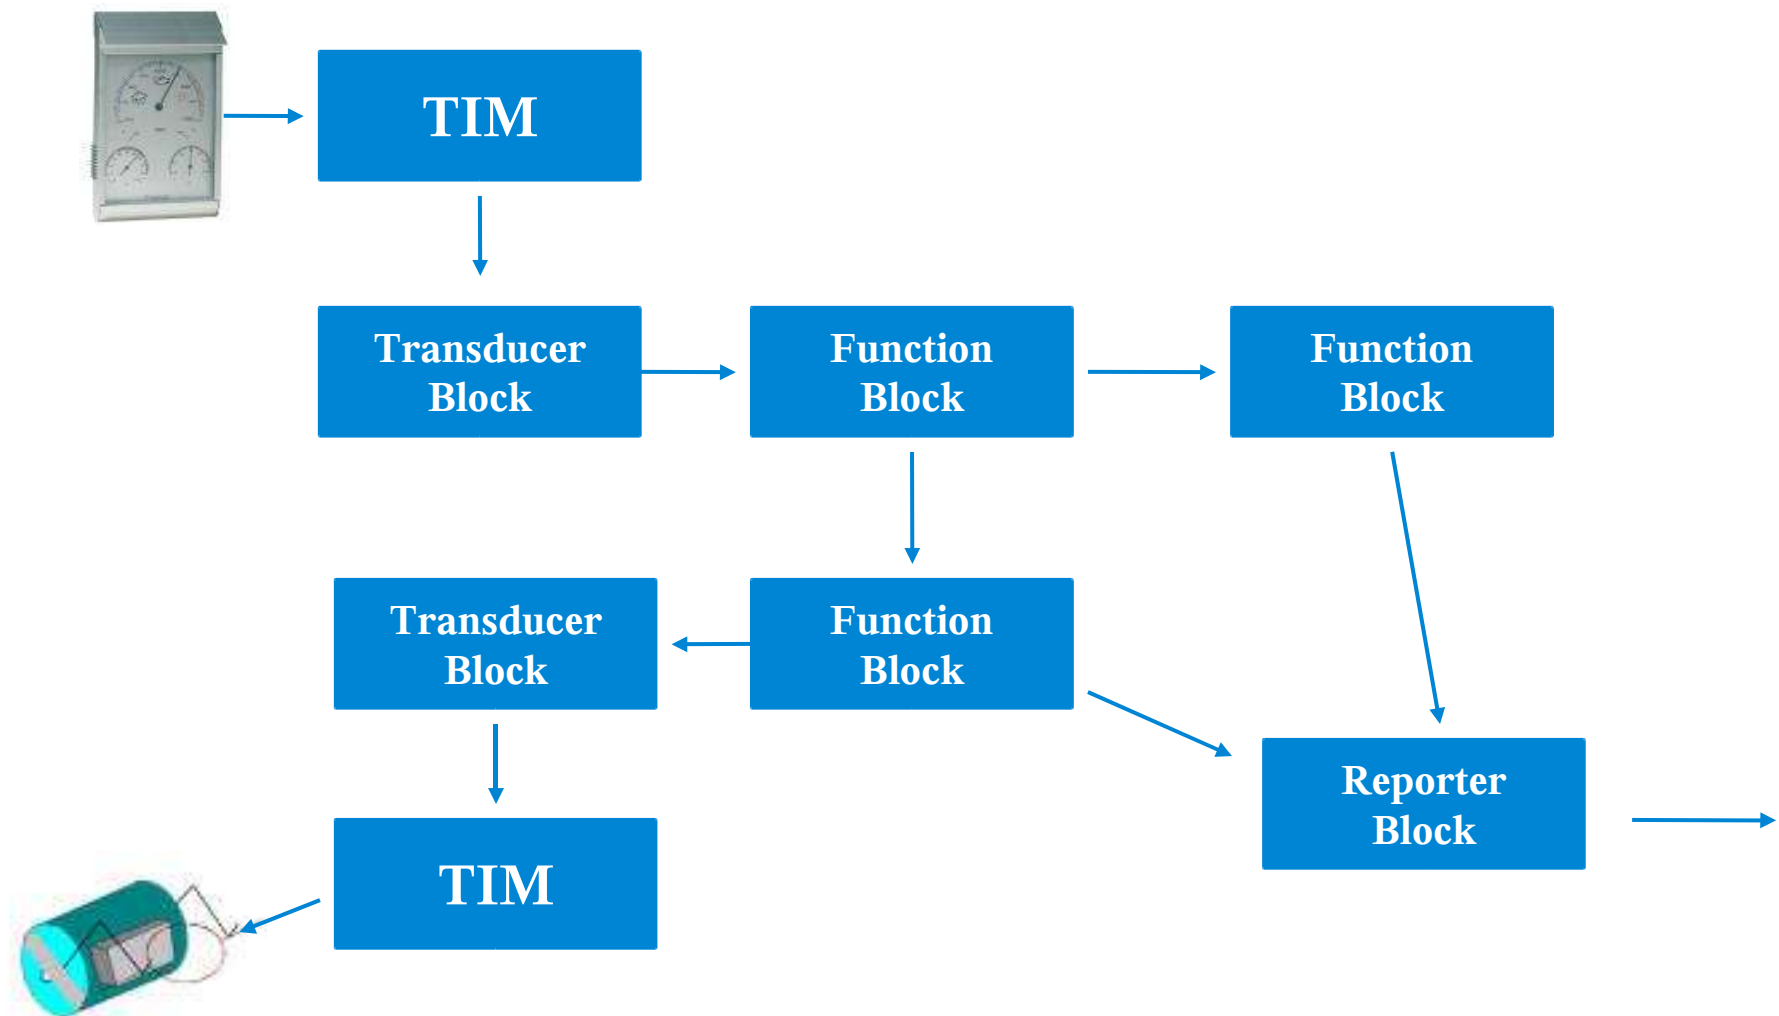 TIM
Transducer
Block
Function
Block
Function
Block
Transducer
Block
Function
Block
Reporter
Block
TIM